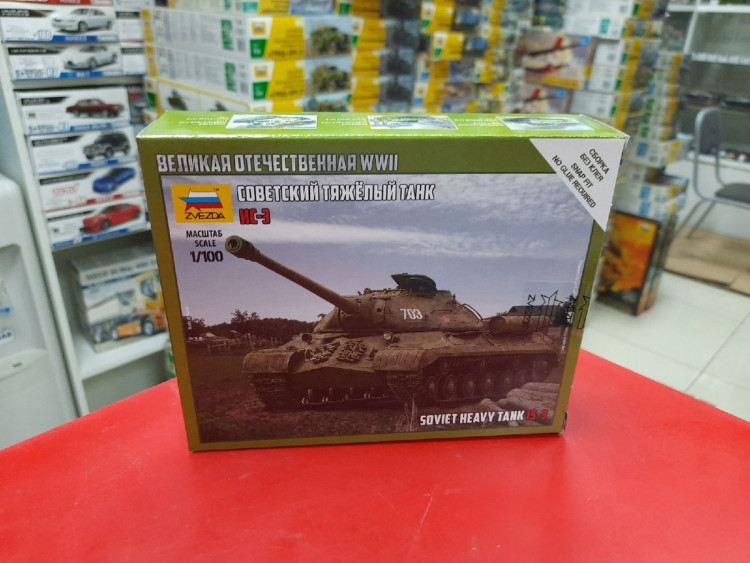 ВЕЛИКАЯ ОТЕЧЕСТВЕННАЯ WWII
СБОРКА
БЕЗ КЛЕЯ
SNAP FIT
NO GLUE REQUIRED
ZVEZDA
СОВЕТСКИЙ ТЯЖЁЛЫЙ ТАНК
ИС-3
МАСШТАБ
SCALE
1/100
703
SOVIET HEAVY TANK IS-3